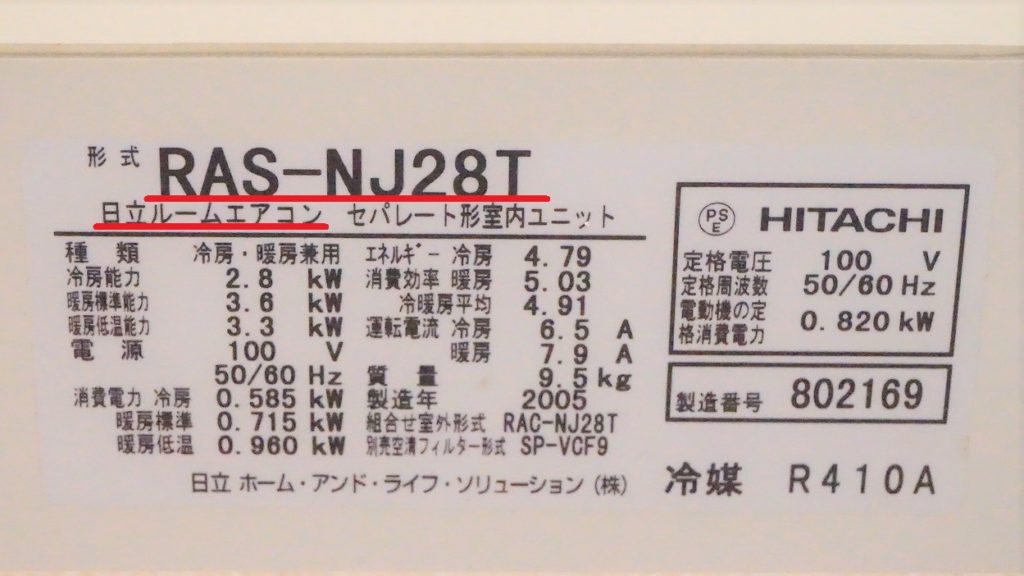 形式 RAS-NJ28T
日立ルームエアコン セパレート形室内ユニット
種類 冷房・暖房兼用
冷房能力 2.8 kW
暖房標準能力 3.6 kW
暖房低温能力 3.3 kW
電源 100 V
50/60 Hz
消費電力 冷房 0.585 kW
暖房標準 0.715 kW
暖房低温 0.960 kW
エネルギー 冷房 4.79
消費効率 暖房 5.03
冷暖房平均 4.91
運転電流 冷房 6.5 A
暖房 7.9 A
質量 9.5 kg
製造年 2005
組合せ室外形式 RAC-NJ28T
別売空清フィルター形式 SP-VCF9
日立 ホーム・アンド・ライフ・ソリューション (株)
PSE HITACHI
定格電圧 100 V
定格周波数 50/60 Hz
電動機の定
格消費電力 0.820 kW
製造番号 802169
冷媒 R410A